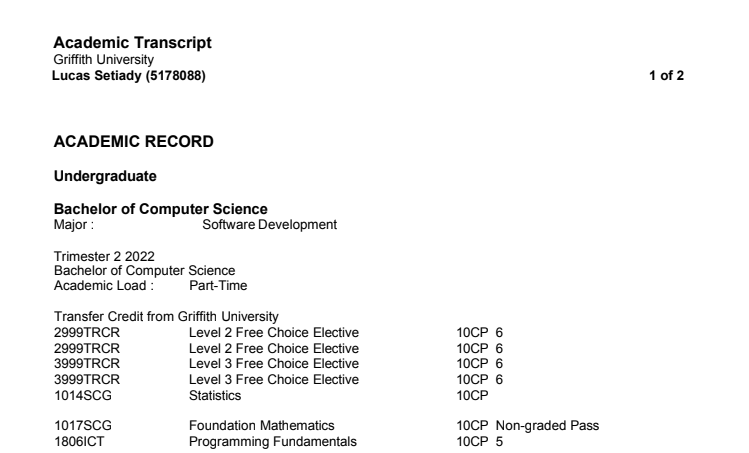 Academic Transcript
Griffith University
Lucas Setiady (5178088) 1 of 2
ACADEMIC RECORD
Undergraduate
Bachelor of Computer Science
Major : Software Development
Trimester 2 2022
Bachelor of Computer Science
Academic Load : Part-Time
Transfer Credit from Griffith University
2999TRCR Level 2 Free Choice Elective 10CP 6
2999TRCR Level 2 Free Choice Elective 10CP 6
3999TRCR Level 3 Free Choice Elective 10CP 6
3999TRCR Level 3 Free Choice Elective 10CP 6
1014SCG Statistics 10CP
1017SCG Foundation Mathematics 10CP Non-graded Pass
1806ICT Programming Fundamentals 10CP 5